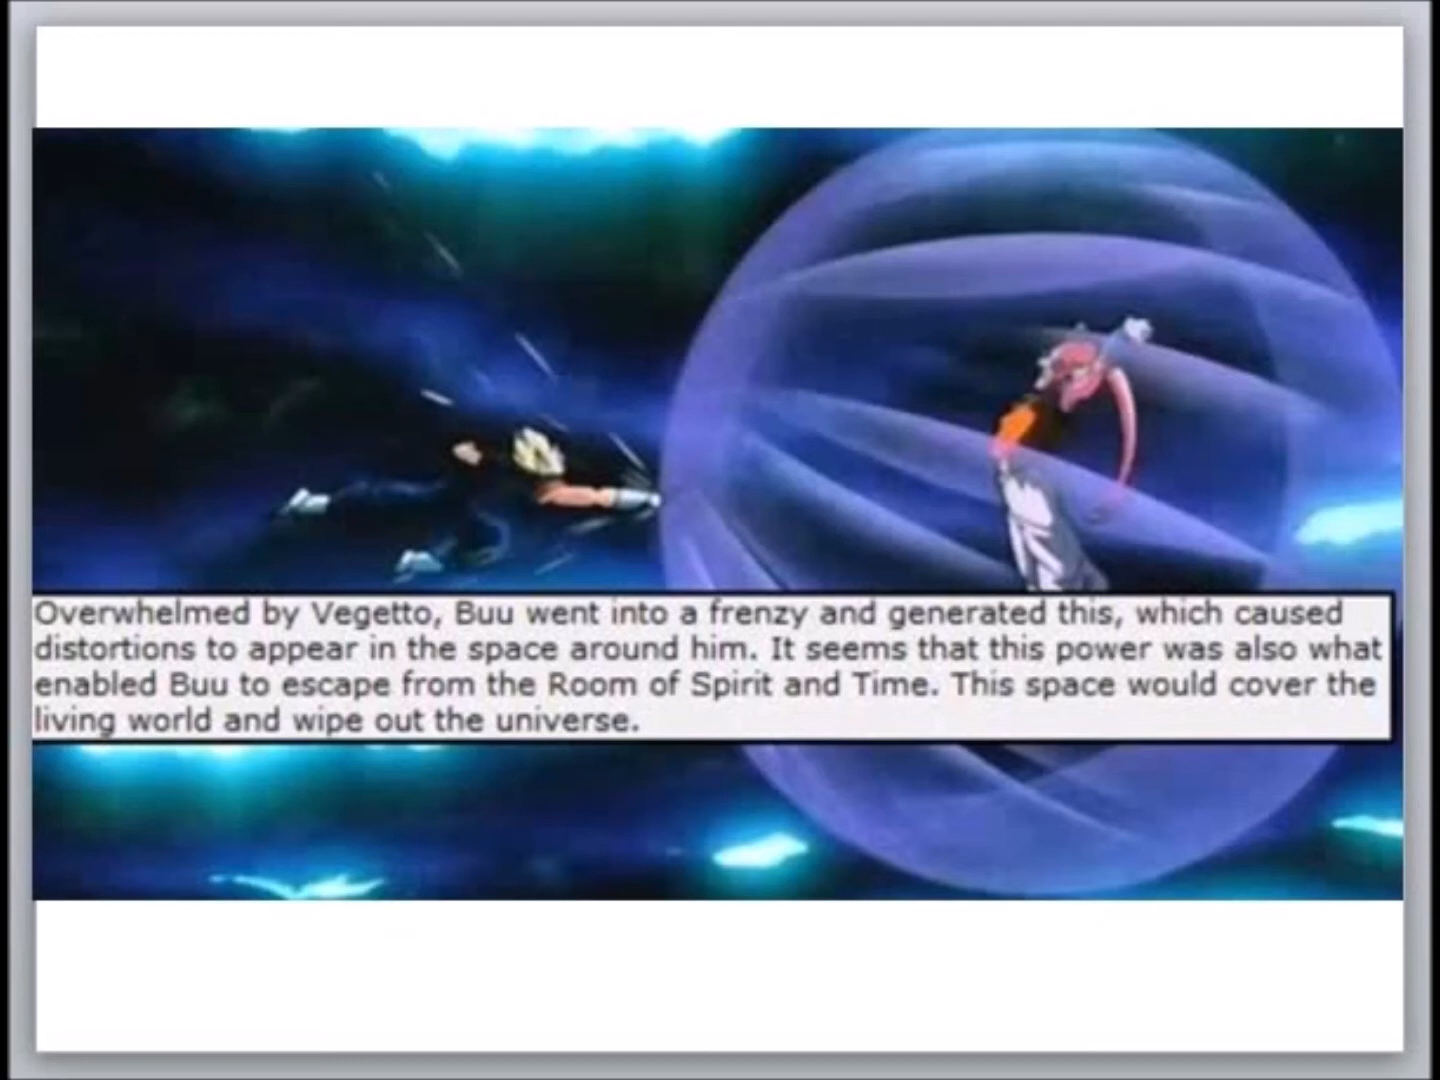 Overwhelmed by Vegetto, Buu went into a frenzy and generated this, which caused
distortions to appear in the space around him. It seems that this power was also what
enabled Buu to escape from the Room of Spirit and Time. This space would cover the
living world and wipe out the universe.